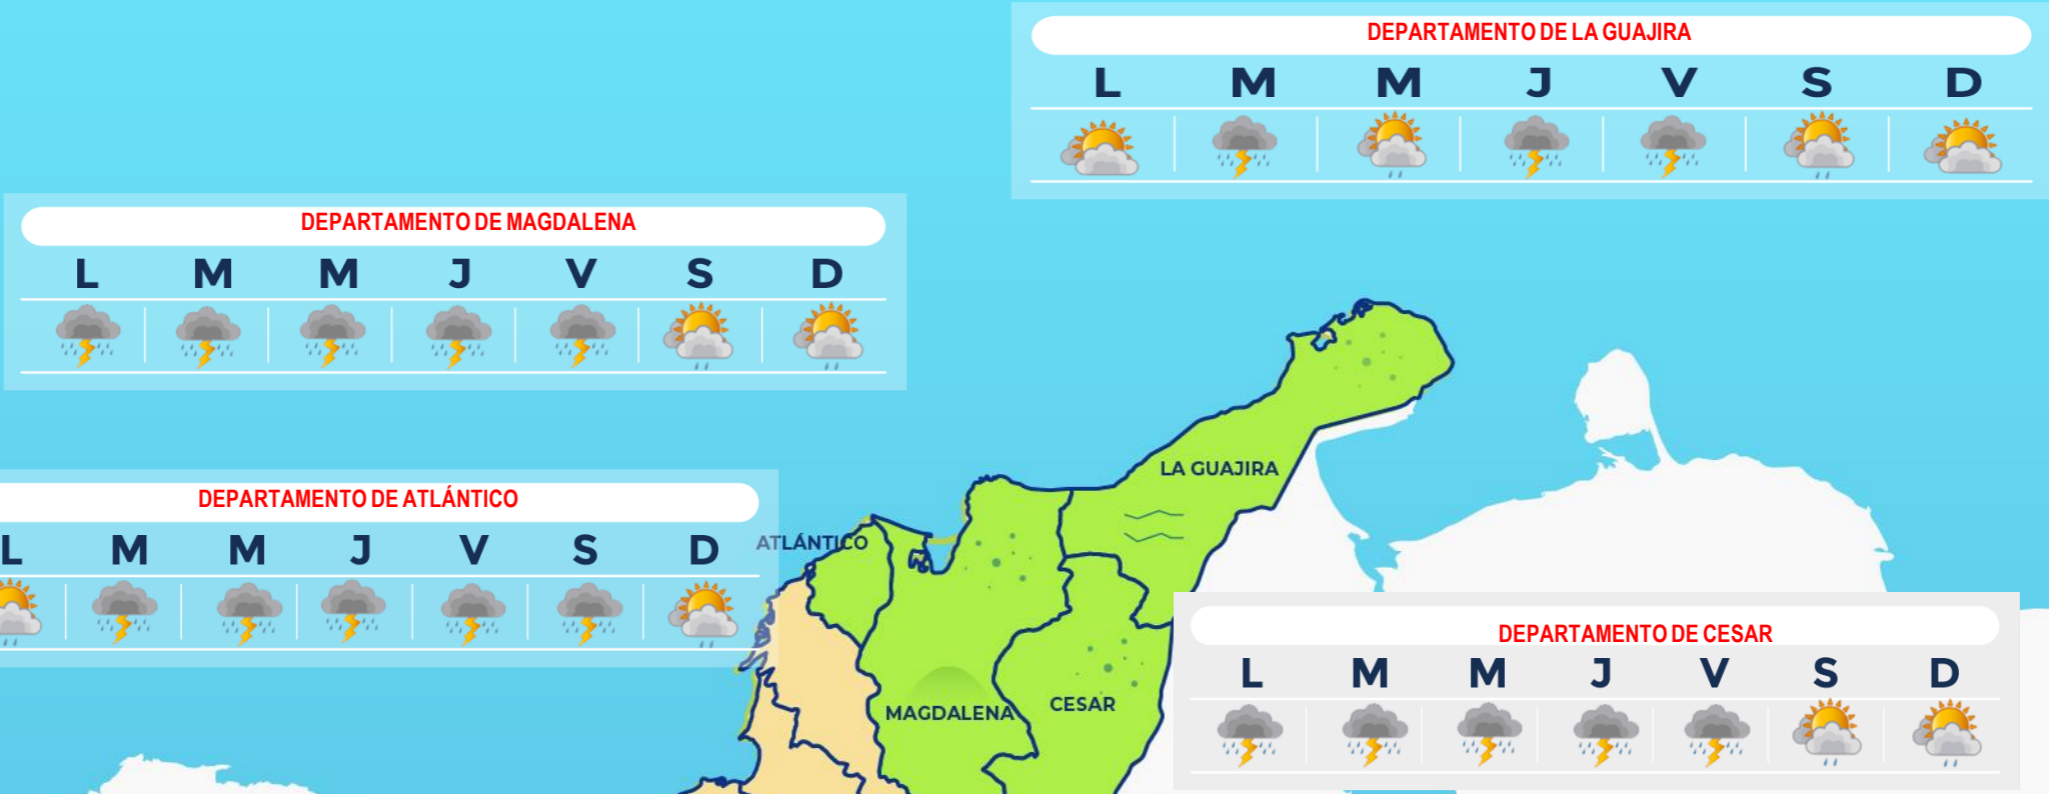 DEPARTAMENTO DE LA GUAJIRA
L M M J V S D
DEPARTAMENTO DE MAGDALENA
L M M J V S D
LA GUAJIRA
DEPARTAMENTO DE ATLÁNTICO
L M M J V S D
ATLÁNTICO
DEPARTAMENTO DE CESAR
L M M J V S D
MAGDALENA
CESAR